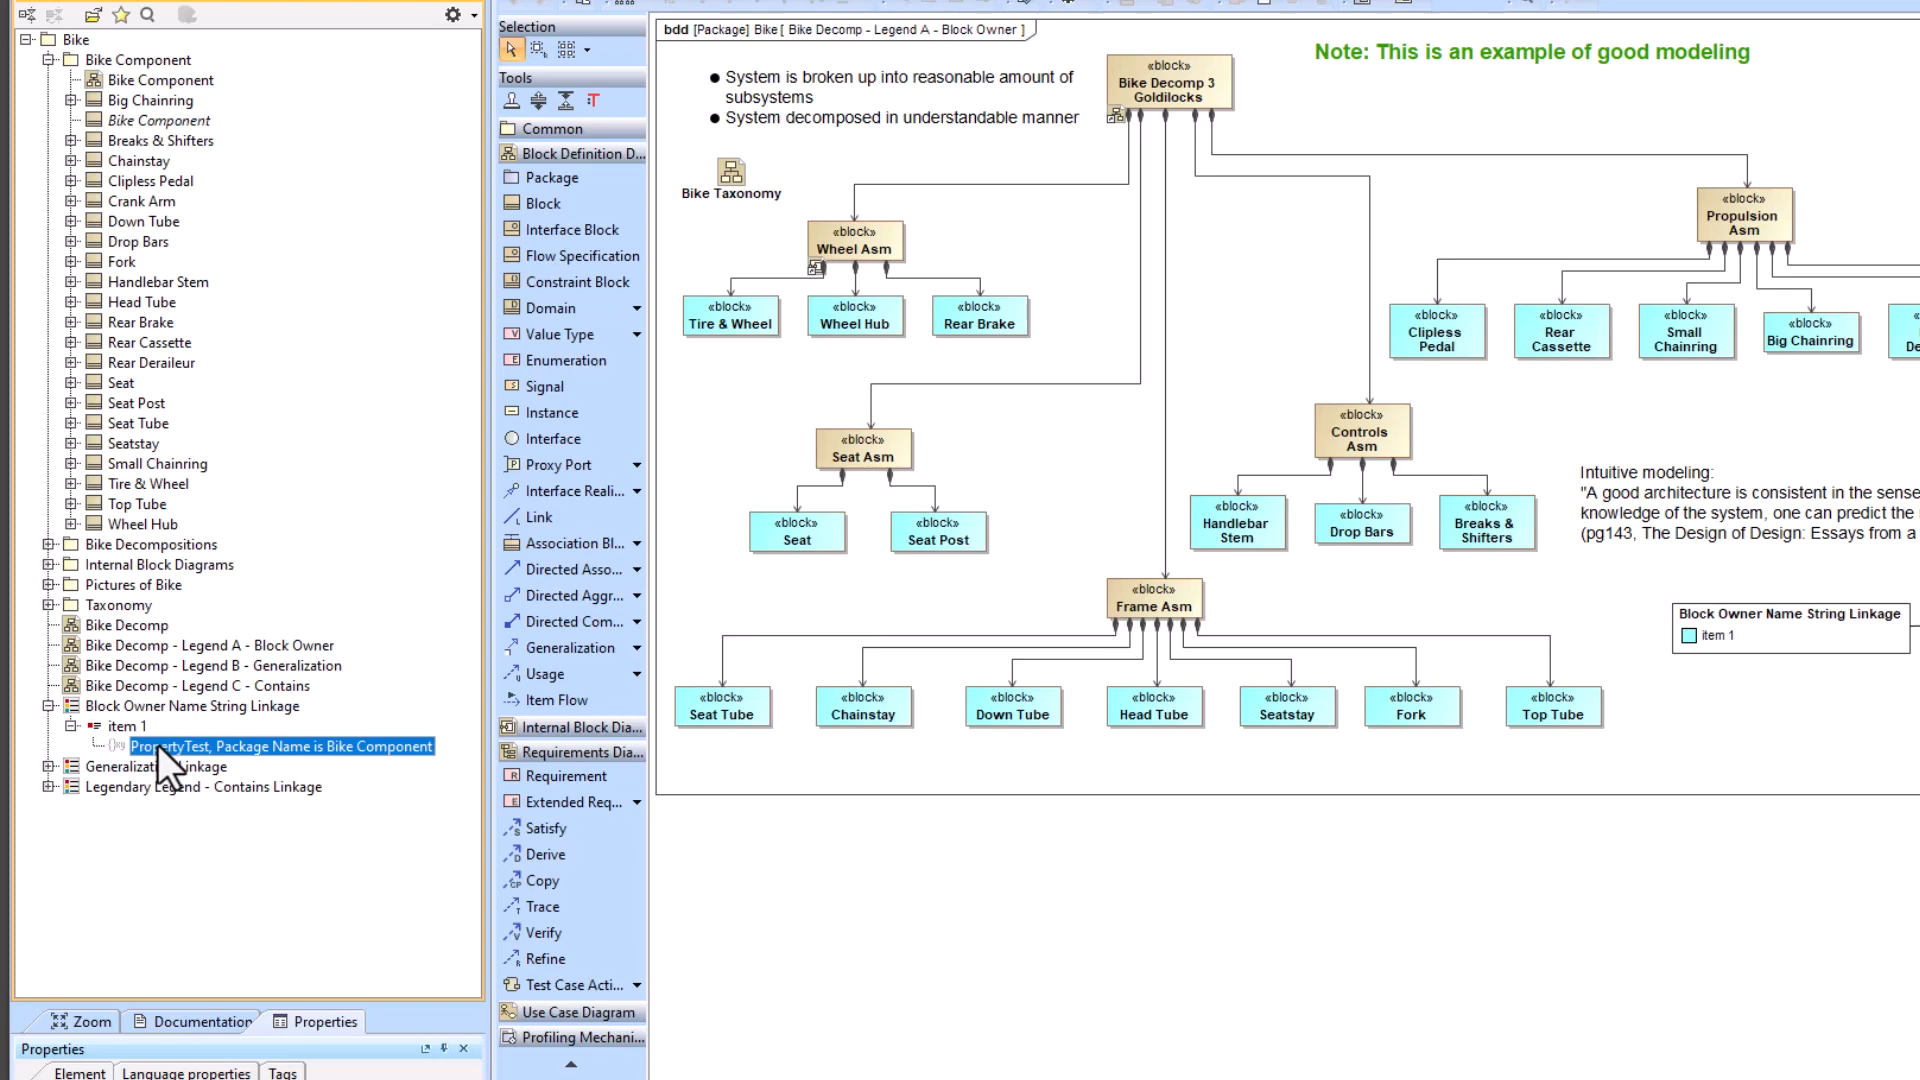 Bike
Bike Component
Bike Component
Big Chainring
Bike Component
Breaks & Shifters
Chainstay
Clipless Pedal
Crank Arm
Down Tube
Drop Bars
Fork
Handlebar Stem
Head Tube
Rear Brake
Rear Cassette
Rear Deraileur
Seat
Seat Post
Seat Tube
Seatstay
Small Chainring
Tire & Wheel
Top Tube
Wheel Hub
Bike Decompositions
Internal Block Diagrams
Pictures of Bike
Taxonomy
Bike Decomp
Bike Decomp - Legend A - Block Owner
Bike Decomp - Legend B - Generalization
Bike Decomp - Legend C - Contains
Block Owner Name String Linkage
item 1
PropertyTest, Package Name is Bike Component
Legendary Legend - Contains Linkage
Zoom
Documentation
Properties
Properties
Element
Language properties
Tags
Selection
Tools
Common
Block Definition D...
Package
Block
Interface Block
Flow Specification
Constraint Block
Domain
Value Type
Enumeration
Signal
Instance
Interface
Proxy Port
Interface Reali...
Link
Association Bl...
Directed Asso...
Directed Aggr...
Directed Com...
Generalization
Usage
Item Flow
Internal Block Dia...
Requirements Dia...
Requirement
Extended Req...
Satisfy
Derive
Copy
Trace
Verify
Refine
Test Case Acti...
Use Case Diagram
Profiling Mechani...
bdd [Package] Bike [ Bike Decomp - Legend A - Block Owner ]
Note: This is an example of good modeling
● System is broken up into reasonable amount of
subsystems
● System decomposed in understandable manner
Bike Taxonomy
«block»
Bike Decomp 3
Goldilocks
«block»
Wheel Asm
«block»
Tire & Wheel
«block»
Wheel Hub
«block»
Rear Brake
«block»
Propulsion
Asm
«block»
Clipless
Pedal
«block»
Rear
Cassette
«block»
Small
Chainring
«block»
Big Chainring
«block»
Seat Asm
«block»
Seat
«block»
Seat Post
«block»
Controls
Asm
«block»
Handlebar
Stem
«block»
Drop Bars
«block»
Breaks &
Shifters
Intuitive modeling:
"A good architecture is consistent in the sense
knowledge of the system, one can predict the
(pg143, The Design of Design: Essays from a
«block»
Frame Asm
«block»
Seat Tube
«block»
Chainstay
«block»
Down Tube
«block»
Head Tube
«block»
Seatstay
«block»
Fork
«block»
Top Tube
Block Owner Name String Linkage
item 1